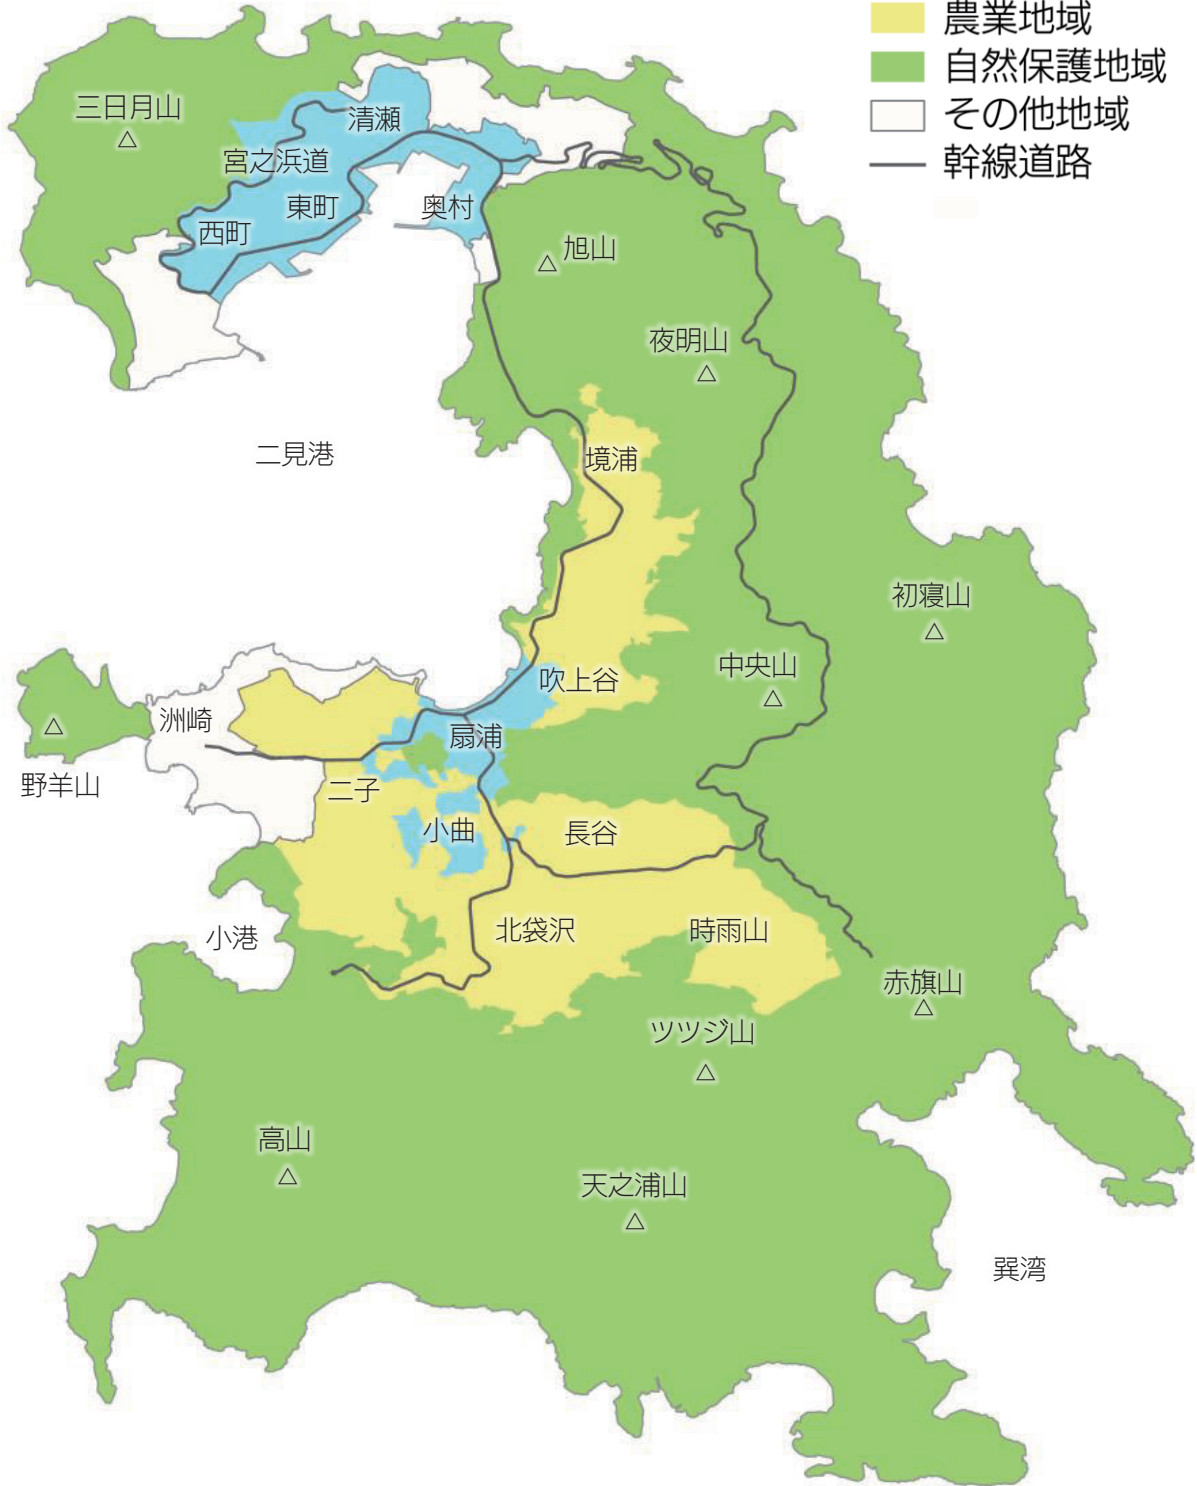 農業地域
自然保護地域
その他地域
幹線道路
三日月山
清瀬
宮之浜道
東町
奥村
西町
旭山
夜明山
二見港
境浦
初寝山
中央山
吹上谷
洲崎
扇浦
野羊山
二子
小曲
長谷
小港
北袋沢
時雨山
赤旗山
ツツジ山
高山
天之浦山
巽湾